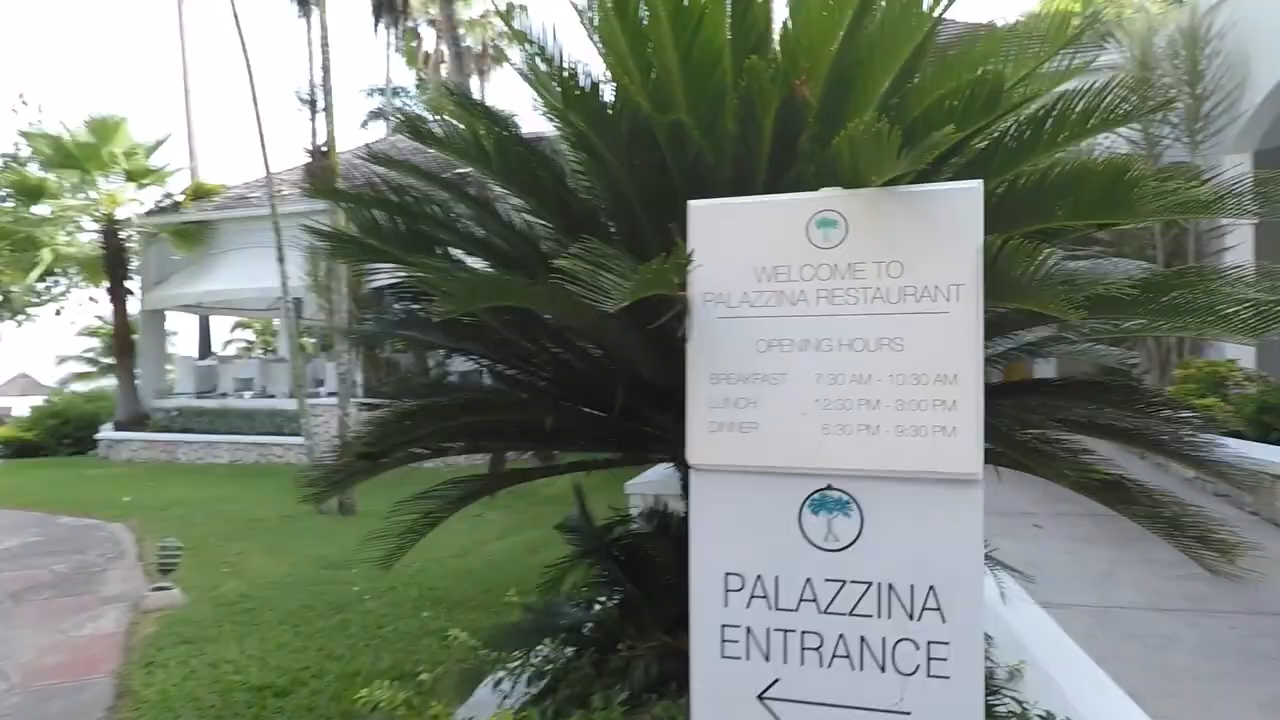 WELCOME TO
PALAZZINA RESTAURANT
OPENING HOURS
BREAKFAST 7:30 AM - 10:30 AM
LUNCH 12:30 PM - 3:00 PM
DINNER 6:30 PM - 9:30 PM
PALAZZINA
ENTRANCE